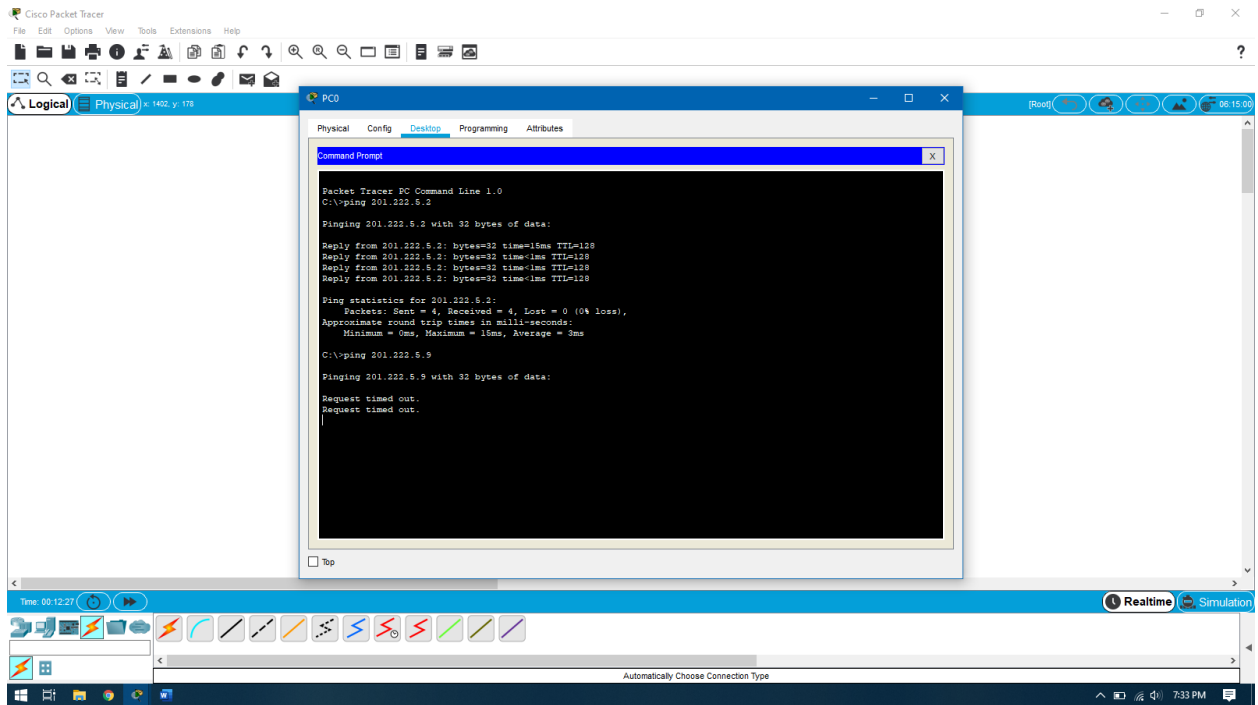 Cisco Packet Tracer
File Edit Options View Tools Extensions Help
?
Logical Physical x: 1402, y: 178
[Root] 06:15:00
PC0
Physical Config Desktop Programming Attributes
Command Prompt X
Packet Tracer PC Command Line 1.0
C:\>ping 201.222.5.2
Pinging 201.222.5.2 with 32 bytes of data:
Reply from 201.222.5.2: bytes=32 time=15ms TTL=128
Reply from 201.222.5.2: bytes=32 time<1ms TTL=128
Reply from 201.222.5.2: bytes=32 time<1ms TTL=128
Reply from 201.222.5.2: bytes=32 time<1ms TTL=128
Ping statistics for 201.222.5.2:
Packets: Sent = 4, Received = 4, Lost = 0 (0% loss),
Approximate round trip times in milli-seconds:
Minimum = 0ms, Maximum = 15ms, Average = 3ms
C:\>ping 201.222.5.9
Pinging 201.222.5.9 with 32 bytes of data:
Request timed out.
Request timed out.
Top
Time: 00:12:27
Realtime Simulation
Automatically Choose Connection Type
7:33 PM